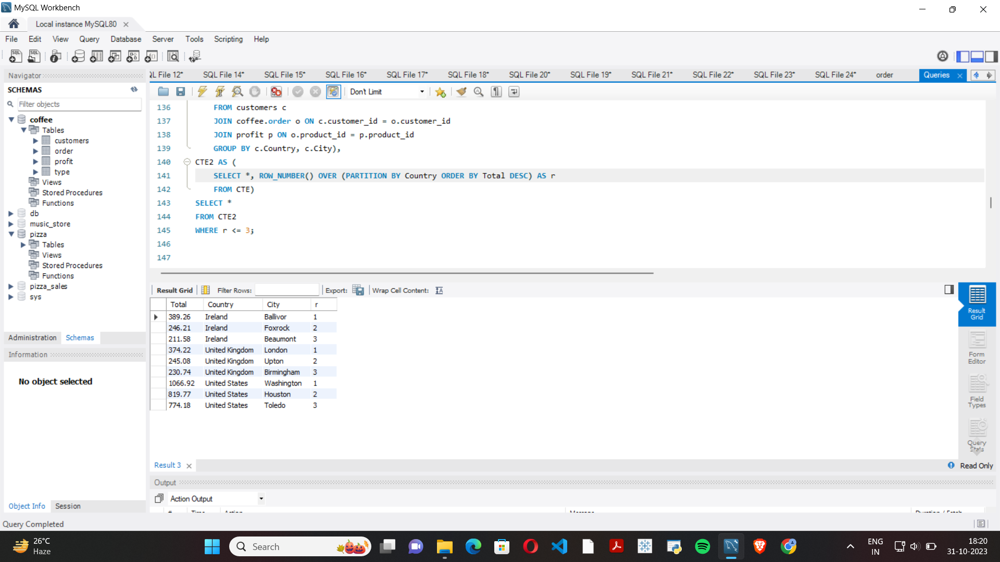 MySQL Workbench
Local instance MySQL80
File Edit View Query Database Server Tools Scripting Help
Navigator
SCHEMAS
Filter objects
coffee
Tables
customers
order
profit
type
Views
Stored Procedures
Functions
db
music_store
pizza
Tables
Views
Stored Procedures
Functions
pizza_sales
sys
Administration Schemas
Information
No object selected
Object Info Session
QL File 12* SQL File 14* SQL File 15* SQL File 16* SQL File 17* SQL File 18* SQL File 20* SQL File 19* SQL File 21* SQL File 22* SQL File 23* SQL File 24* order Queries
Don't Limit
136 FROM customers c
137 JOIN coffee.order o ON c.customer_id = o.customer_id
138 JOIN profit p ON o.product_id = p.product_id
139 GROUP BY c.Country, c.City),
140 CTE2 AS (
141 SELECT *, ROW_NUMBER() OVER (PARTITION BY Country ORDER BY Total DESC) AS r
142 FROM CTE)
143 SELECT *
144 FROM CTE2
145 WHERE r <= 3;
146
147
Result Grid Filter Rows: Export: Wrap Cell Content:
Total Country City r
389.26 Ireland Ballivor 1
246.21 Ireland Foxrock 2
211.58 Ireland Beaumont 3
374.22 United Kingdom London 1
245.08 United Kingdom Upton 2
230.74 United Kingdom Birmingham 3
1066.92 United States Washington 1
819.77 United States Houston 2
774.18 United States Toledo 3
Result
Grid
Form
Editor
Field
Types
Query
Stats
Result 3
Read Only
Output
Action Output
# Time Action Message Duration / Fetch
Query Completed
26°C
Haze
Search
ENG
IN
18:20
31-10-2023